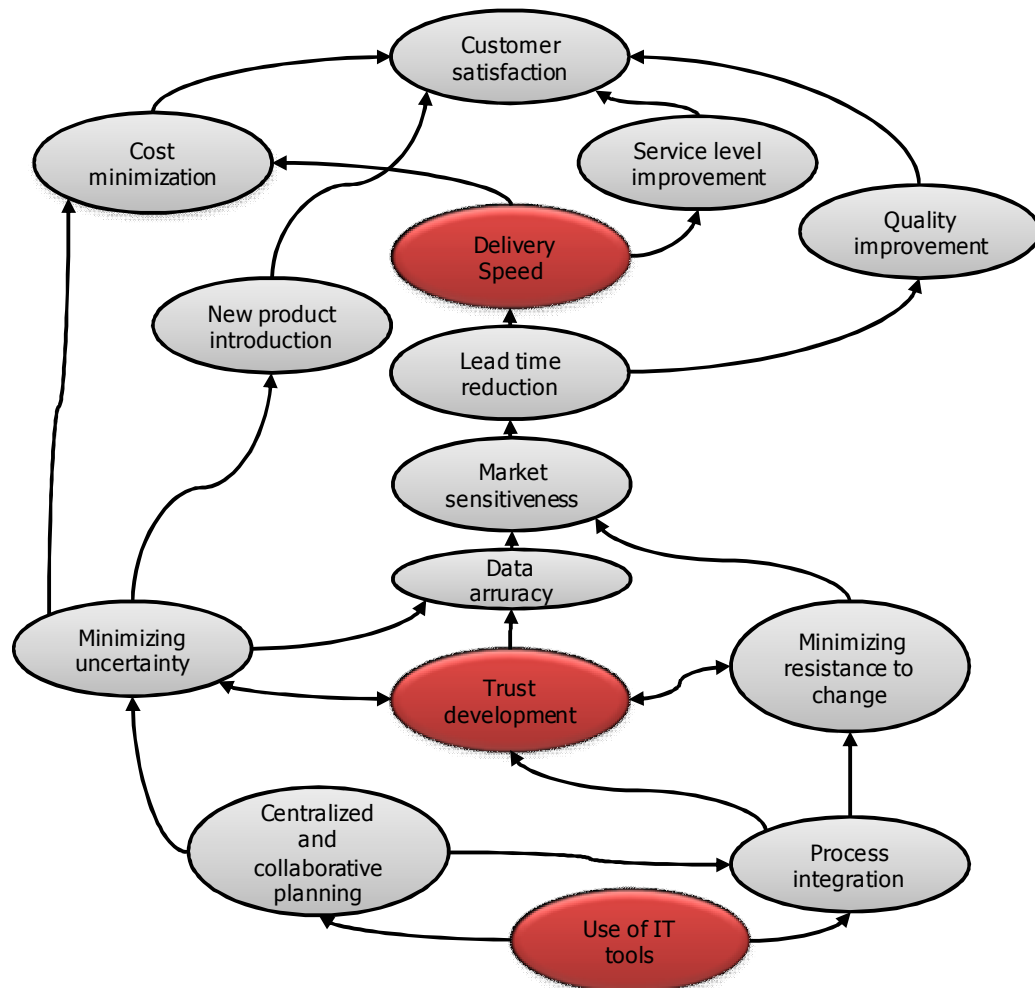 Customer
satisfaction
Cost
minimization
Service level
improvement
Quality
improvement
Delivery
Speed
New product
introduction
Lead time
reduction
Market
sensitiveness
Data
arruracy
Minimizing
uncertainty
Trust
development
Minimizing
resistance to
change
Centralized
and
collaborative
planning
Process
integration
Use of IT
tools